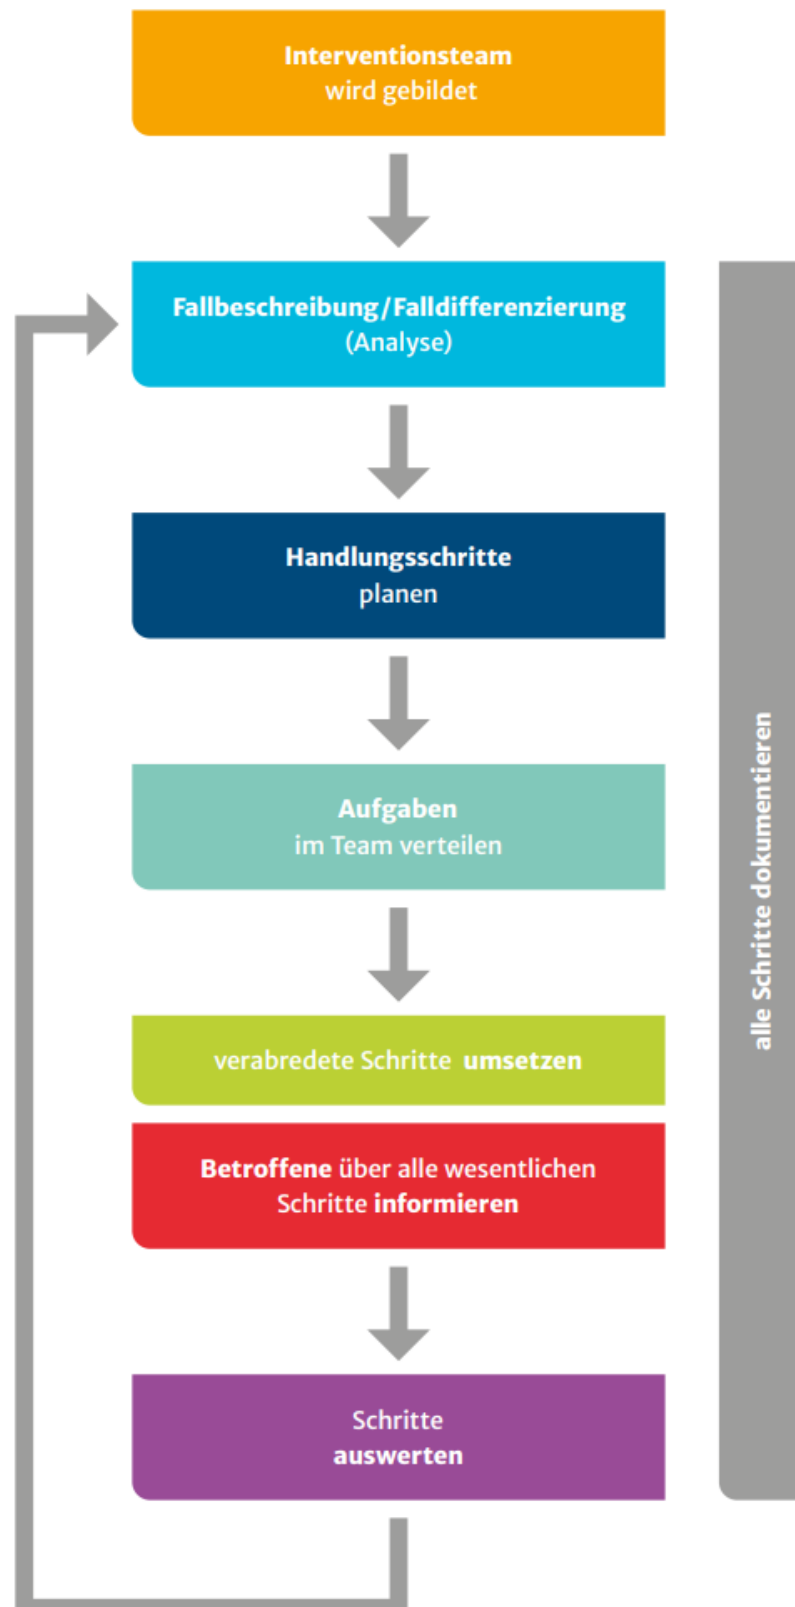 Interventionsteam
wird gebildet
Fallbeschreibung/Falldifferenzierung
(Analyse)
Handlungsschritte
planen
Aufgaben
im Team verteilen
verabredete Schritte umsetzen
Betroffene über alle wesentlichen
Schritte informieren
Schritte
auswerten
alle Schritte dokumentieren